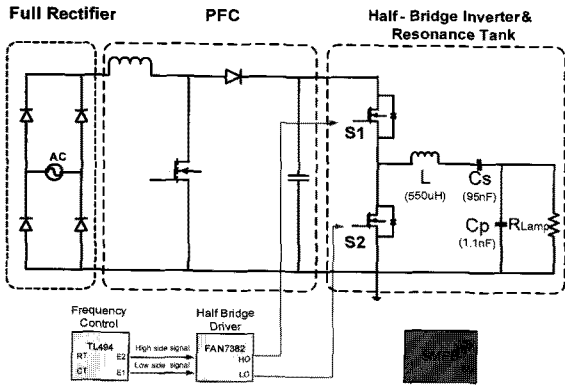 Full Rectifier
PFC
Half - Bridge Inverter&
Resonance Tank
AC
S1
L
(550uH)
Cs
(95nF)
Cp
(1.1nF)
RLamp
S2
Frequency
Control
Half Bridge
Driver
TL494
RT
CT
E2
E1
High side signal
Low side signal
FAN7382
HO
LO